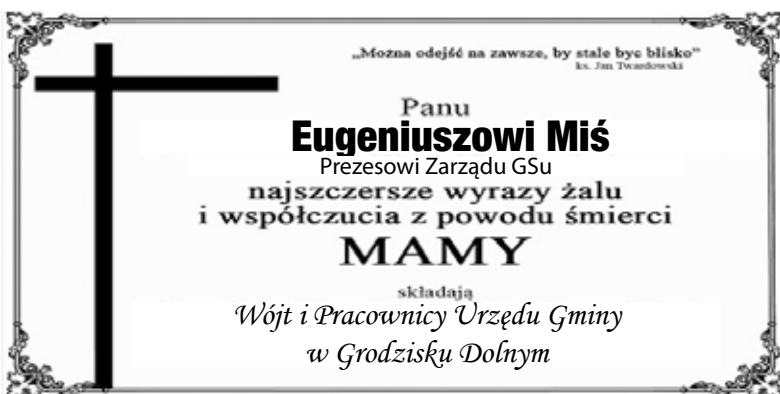 „Można odejść na zawsze, by stale byc blisko”
ks. Jan Twardowski
Panu
Eugeniuszowi Miś
Prezesowi Zarządu GSu
najszczersze wyrazy żalu
i współczucia z powodu śmierci
MAMY
składają
Wójt i Pracownicy Urzędu Gminy
w Grodzisku Dolnym